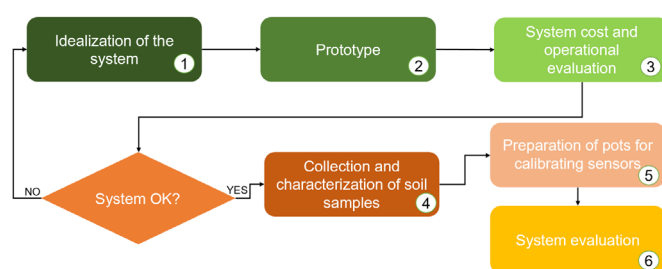 Idealization of the
system
1
Prototype
2
System cost and
operational
evaluation
3
System OK?
NO
YES
Collection and
characterization of soil
samples
4
Preparation of pots for
calibrating sensors
5
System evaluation
6